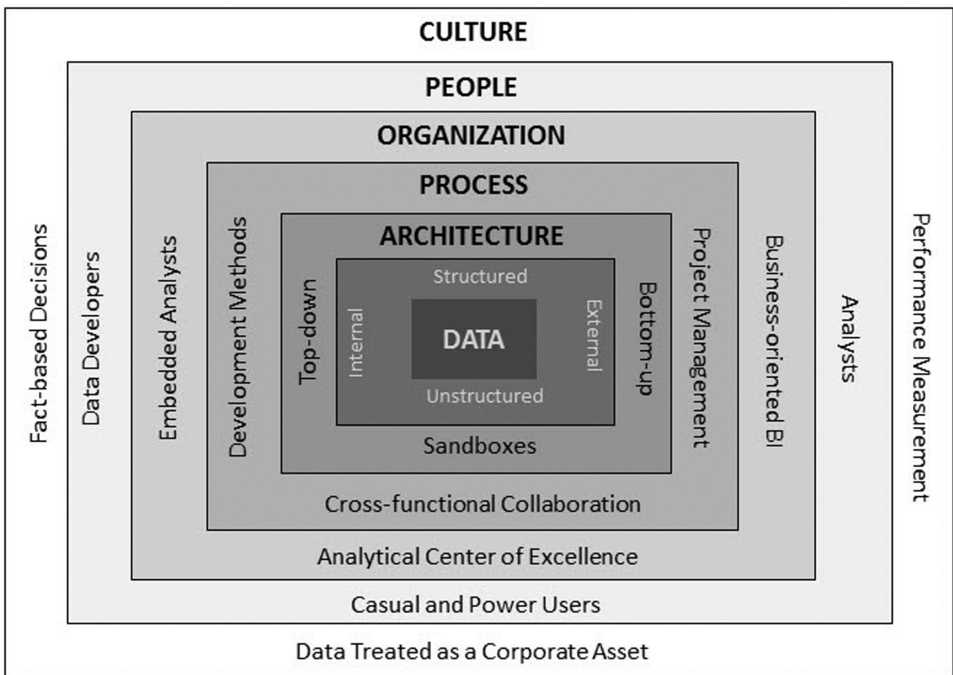 CULTURE
PEOPLE
ORGANIZATION
PROCESS
ARCHITECTURE
Structured
DATA
Unstructured
Internal
External
Top-down
Bottom-up
Sandboxes
Development Methods
Project Management
Cross-functional Collaboration
Embedded Analysts
Business-oriented BI
Analytical Center of Excellence
Data Developers
Analysts
Casual and Power Users
Fact-based Decisions
Performance Measurement
Data Treated as a Corporate Asset